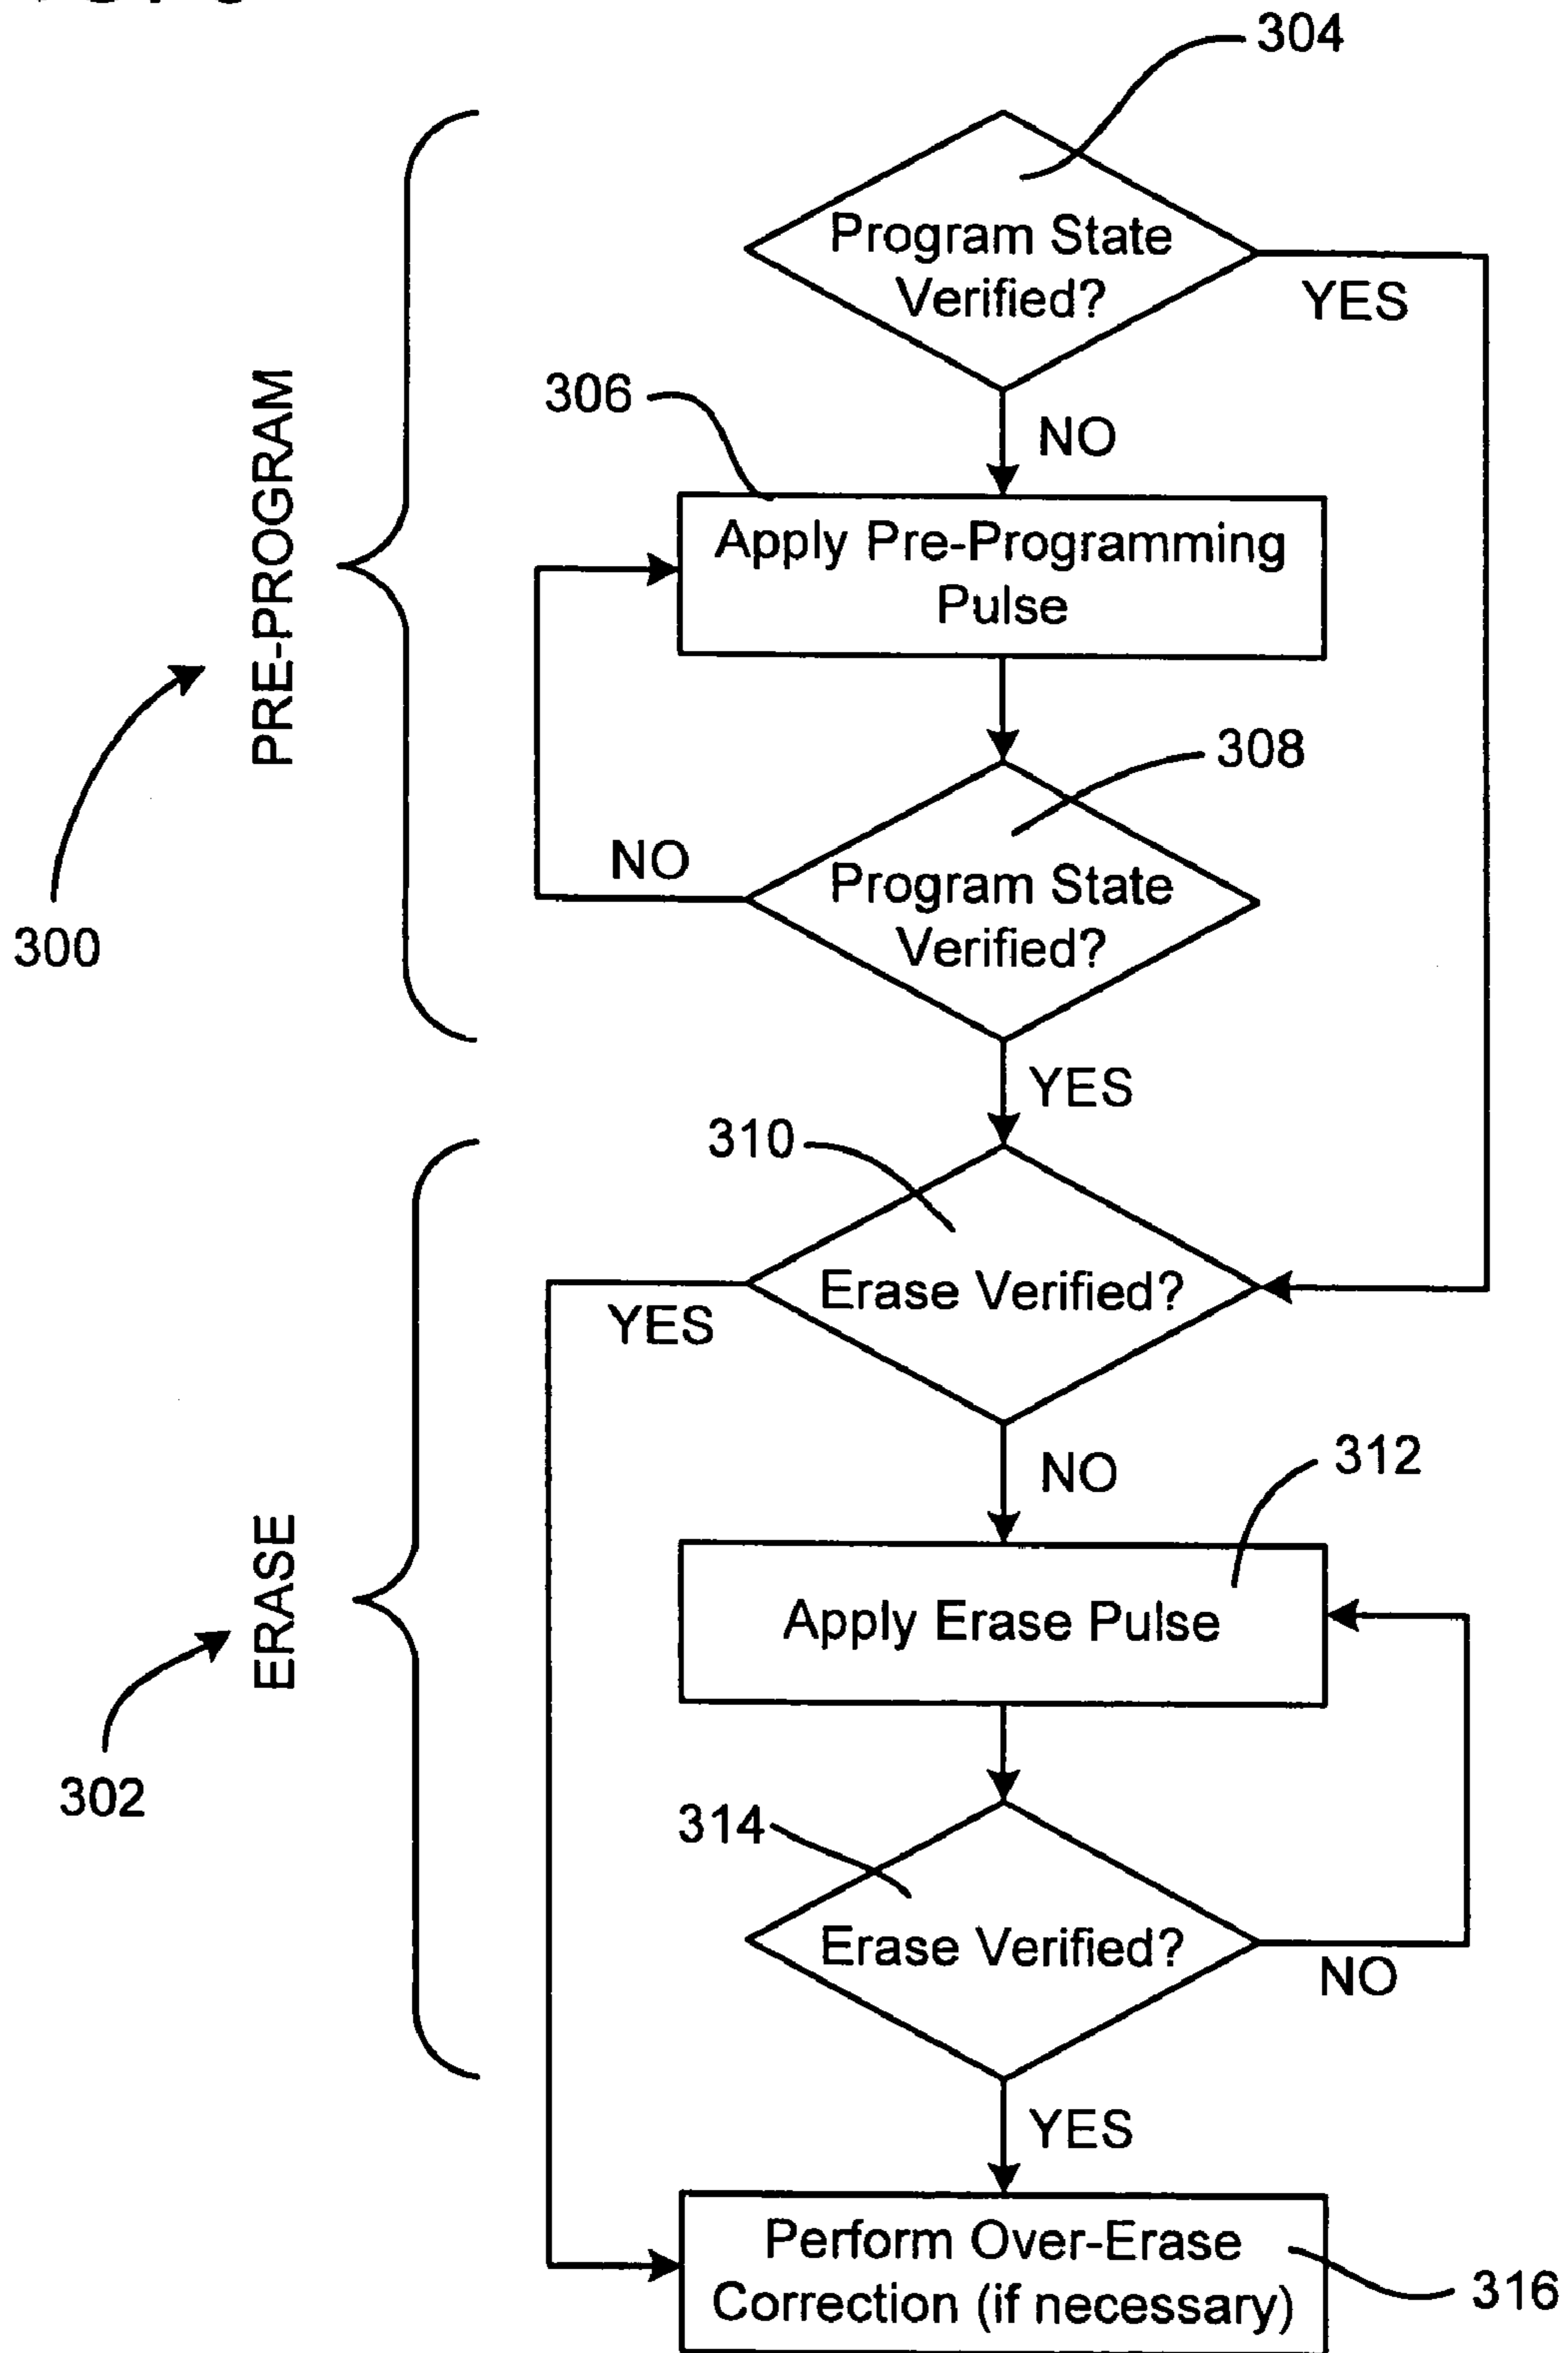 304
Program State
Verified?
YES
306
NO
Apply Pre-Programming
Pulse
PRE-PROGRAM
308
NO
Program State
Verified?
300
YES
310
Erase Verified?
YES
NO
312
ERASE
Apply Erase Pulse
302
314
Erase Verified?
NO
YES
Perform Over-Erase
Correction (if necessary)
316